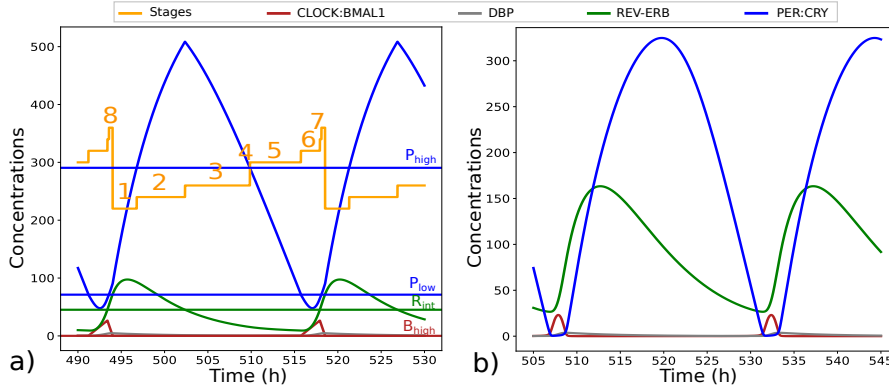 Stages CLOCK:BMAL1 DBP REV-ERB PER:CRY
Concentrations
500
400
300
200
100
0
8
7
6
5
4
3
2
1
P_high
P_low
R_int
B_high
490 495 500 505 510 515 520 525 530
Time (h)
a)
Concentrations
300
250
200
150
100
50
0
505 510 515 520 525 530 535 540 545
Time (h)
b)